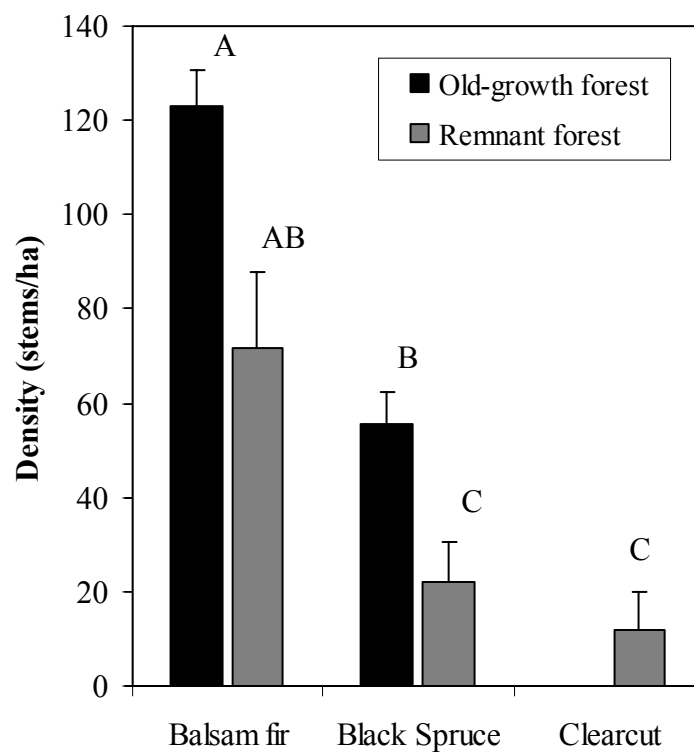 140
120
100
80
60
40
20
0
Density (stems/ha)
A
AB
B
C
C
Old-growth forest
Remnant forest
Balsam fir Black Spruce Clearcut